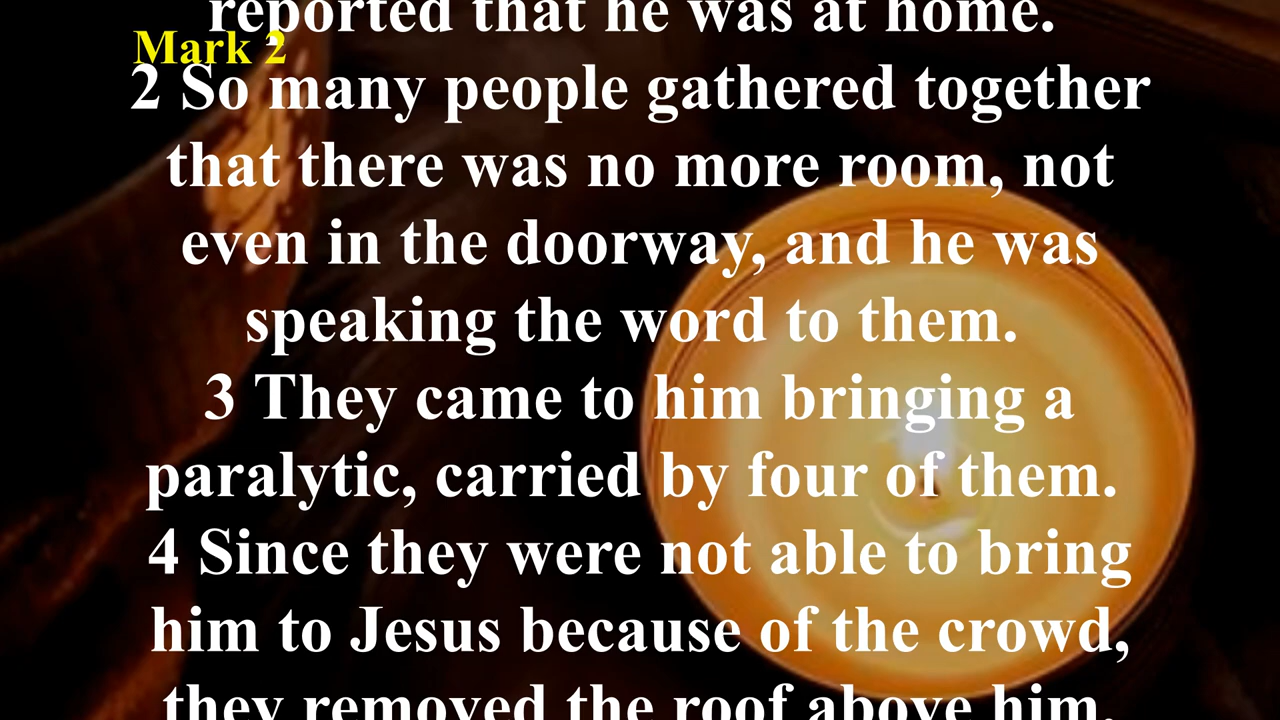 reported that he was at home.
Mark 2
2 So many people gathered together
that there was no more room, not
even in the doorway, and he was
speaking the word to them.
3 They came to him bringing a
paralytic, carried by four of them.
4 Since they were not able to bring
him to Jesus because of the crowd,
they removed the roof above him.